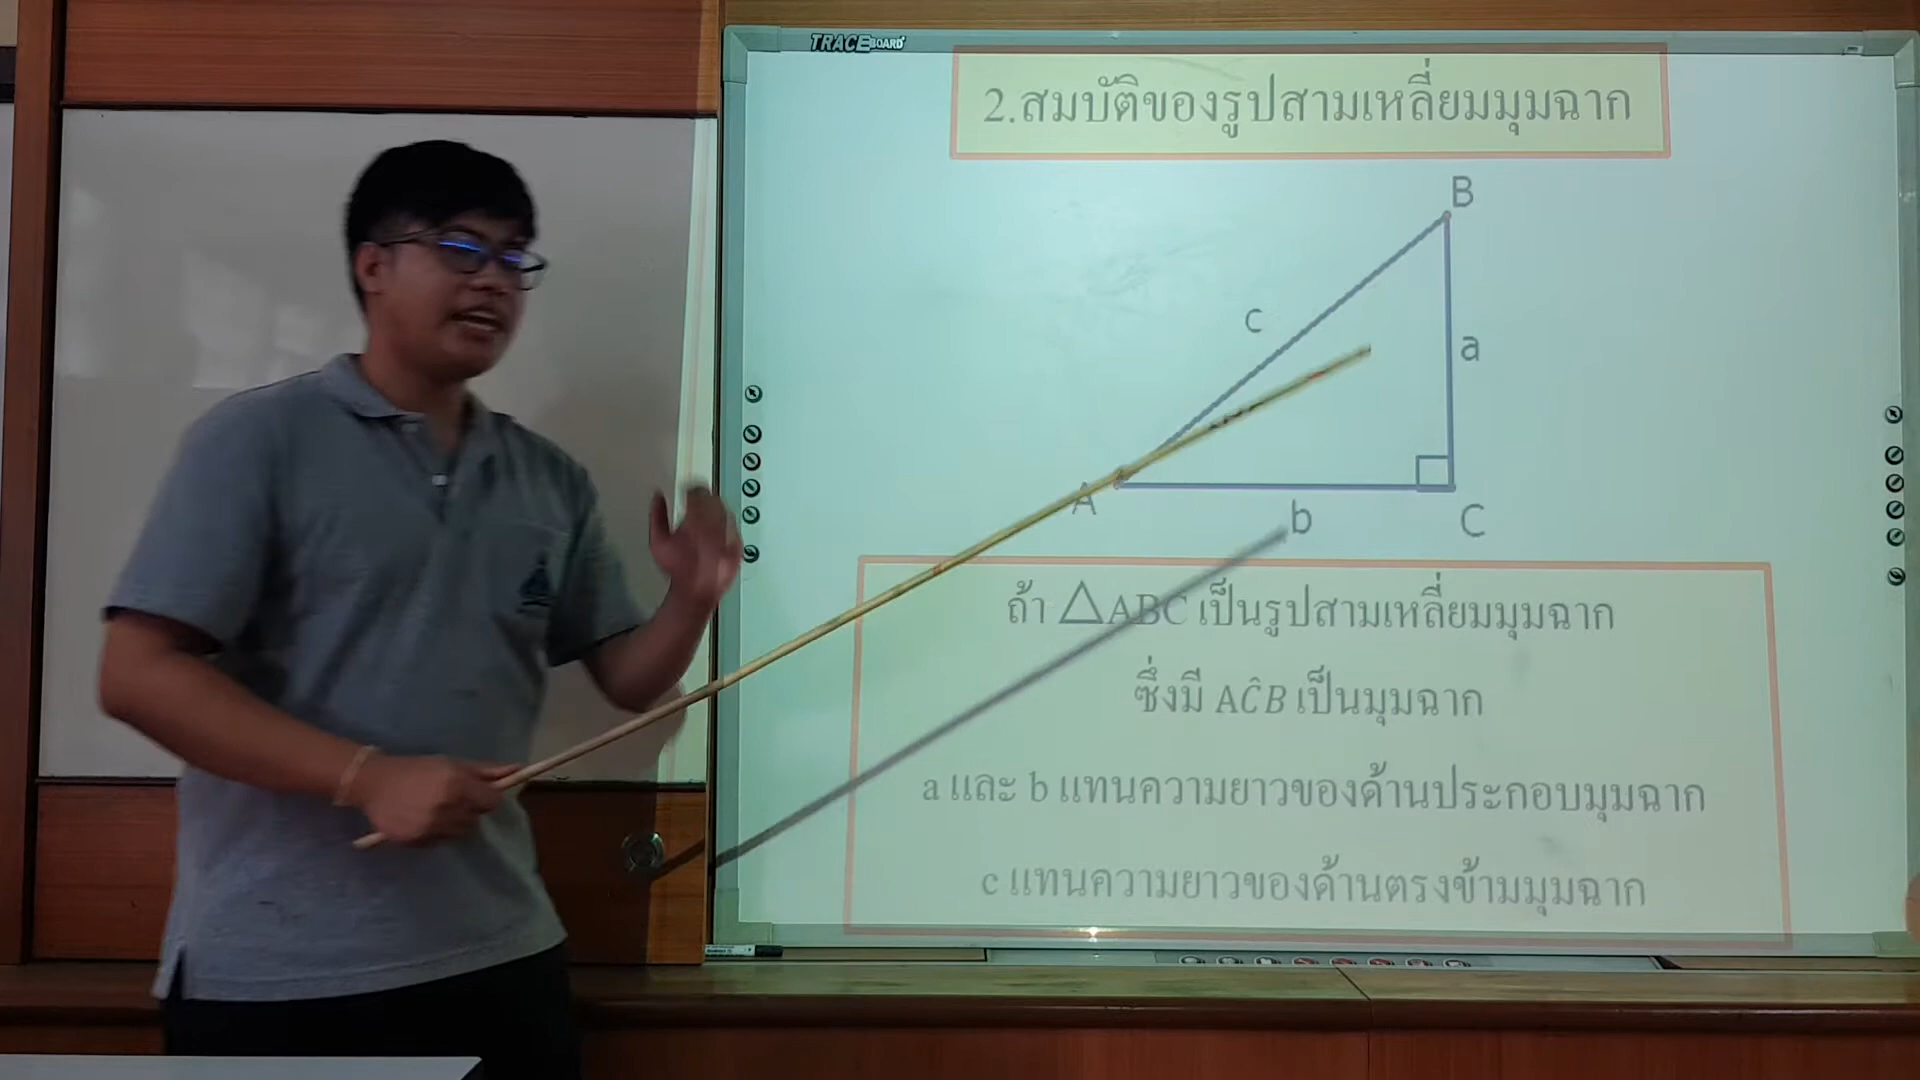 TRACEBOARD
2.สมบัติของรูปสามเหลี่ยมมุมฉาก
B
c
a
A
b
C
ถ้า △ABC เป็นรูปสามเหลี่ยมมุมฉาก
ซึ่งมี AĈB เป็นมุมฉาก
a และ b แทนความยาวของด้านประกอบมุมฉาก
c แทนความยาวของด้านตรงข้ามมุมฉาก